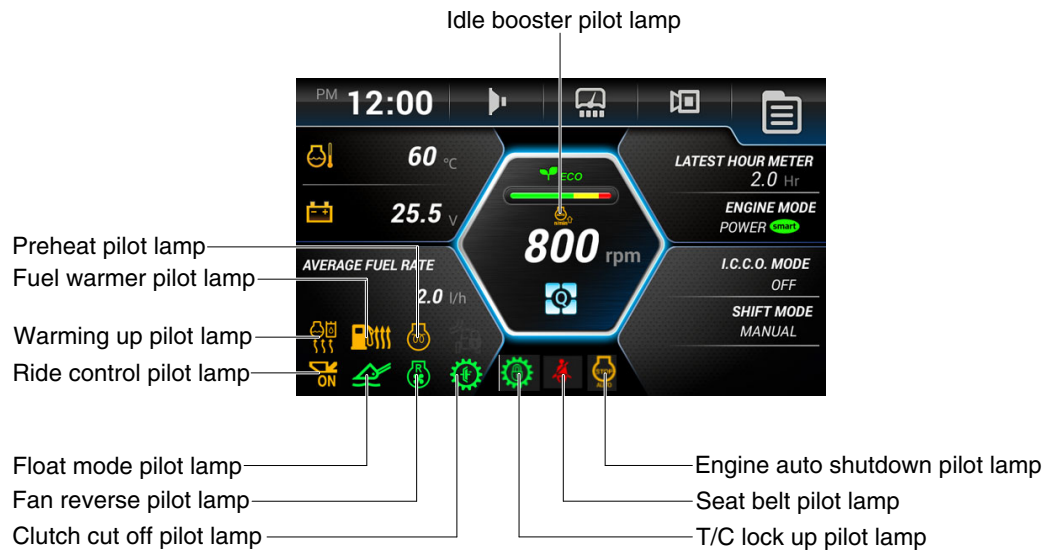 Idle booster pilot lamp
PM 12:00
60 °C
25.5 V
ECO
800 rpm
Q
LATEST HOUR METER
2.0 Hr
ENGINE MODE
POWER smart
AVERAGE FUEL RATE
2.0 l/h
I.C.C.O. MODE
OFF
SHIFT MODE
MANUAL
ON
R
STOP
AUTO
Preheat pilot lamp
Fuel warmer pilot lamp
Warming up pilot lamp
Ride control pilot lamp
Float mode pilot lamp
Fan reverse pilot lamp
Clutch cut off pilot lamp
Engine auto shutdown pilot lamp
Seat belt pilot lamp
T/C lock up pilot lamp